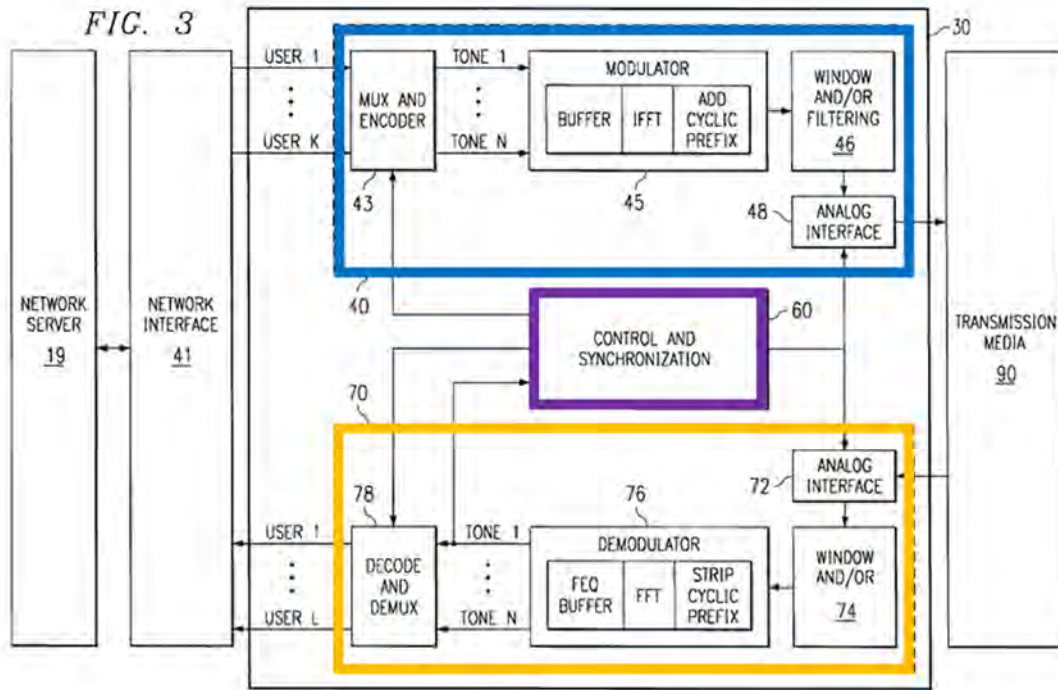 FIG. 3
30
USER 1
USER K
MUX AND
ENCODER
43
TONE 1
TONE N
MODULATOR
BUFFER
IFFT
ADD
CYCLIC
PREFIX
45
WINDOW
AND/OR
FILTERING
46
48
ANALOG
INTERFACE
40
NETWORK
SERVER
19
NETWORK
INTERFACE
41
CONTROL AND
SYNCHRONIZATION
60
TRANSMISSION
MEDIA
90
70
72
ANALOG
INTERFACE
78
76
USER 1
USER L
DECODE
AND
DEMUX
TONE 1
TONE N
DEMODULATOR
FEQ
BUFFER
FFT
STRIP
CYCLIC
PREFIX
WINDOW
AND/OR
74